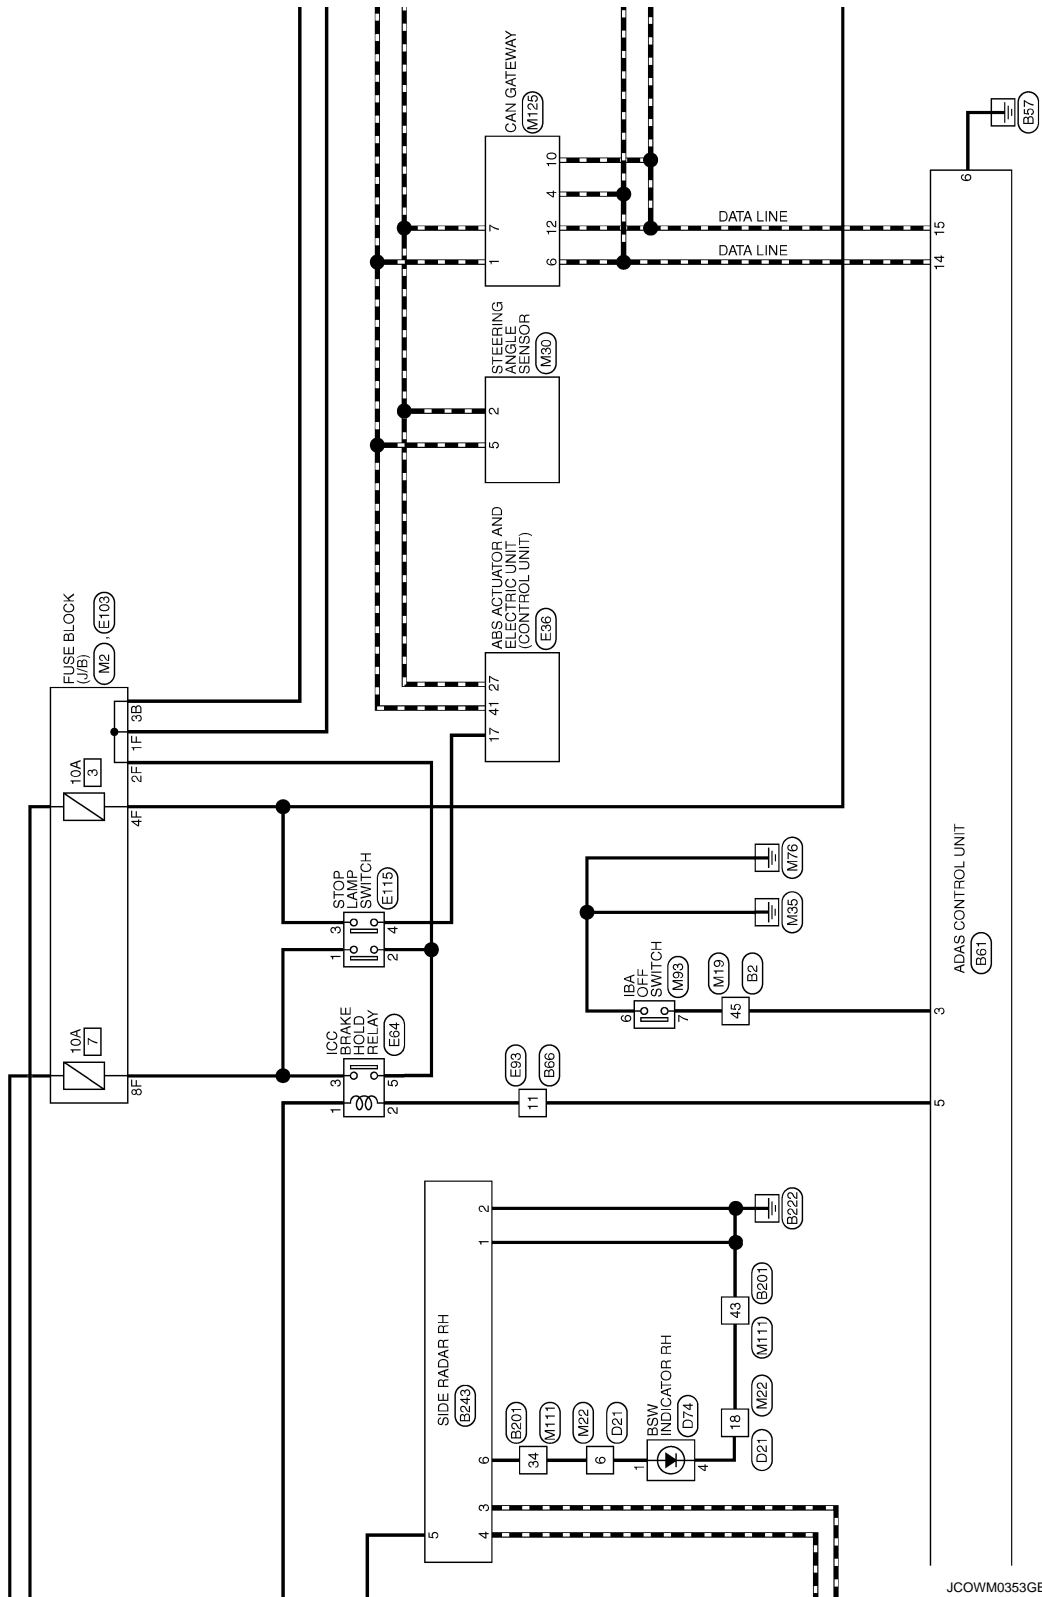 CAN GATEWAY
M125
1
7
6
12
4
10
B57
6
DATA LINE
15
DATA LINE
14
STEERING
ANGLE
SENSOR
M30
5
2
ABS ACTUATOR AND
ELECTRIC UNIT
(CONTROL UNIT)
E36
17
41
27
FUSE BLOCK
(J/B)
M2
,
E103
10A
3
10A
7
3B
1F
2F
4F
8F
STOP
LAMP
SWITCH
E115
3
4
1
2
ICC
BRAKE
HOLD
RELAY
E64
3
5
1
2
M76
M35
IBA
OFF
SWITCH
M93
6
7
M19
B2
45
3
E93
B66
11
5
ADAS CONTROL UNIT
B61
SIDE RADAR RH
B243
2
1
6
3
4
5
B222
B201
43
M111
M22
18
D21
B201
34
M111
M22
6
D21
BSW
INDICATOR RH
D74
1
4
JCOWM0353GE